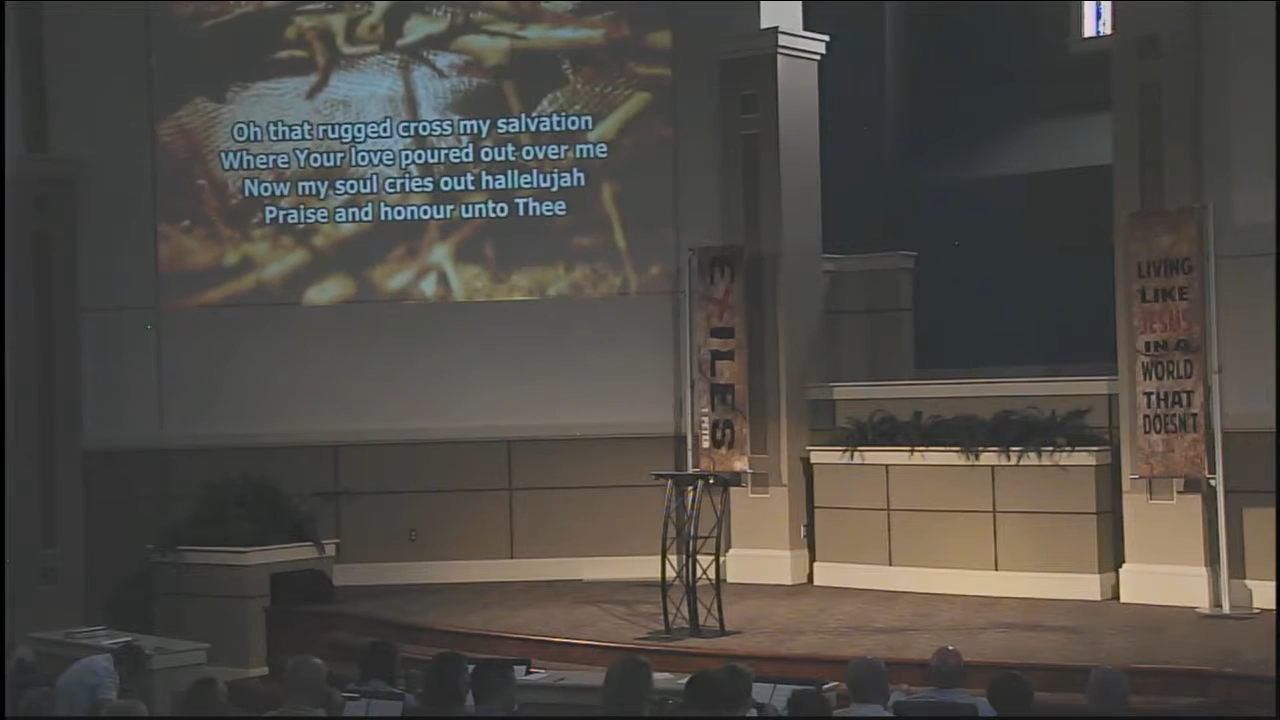 Oh that rugged cross my salvation
Where Your love poured out over me
Now my soul cries out hallelujah
Praise and honour unto Thee
EXILES
LIVING
LIKE
JESUS
IN A
WORLD
THAT
DOESN'T